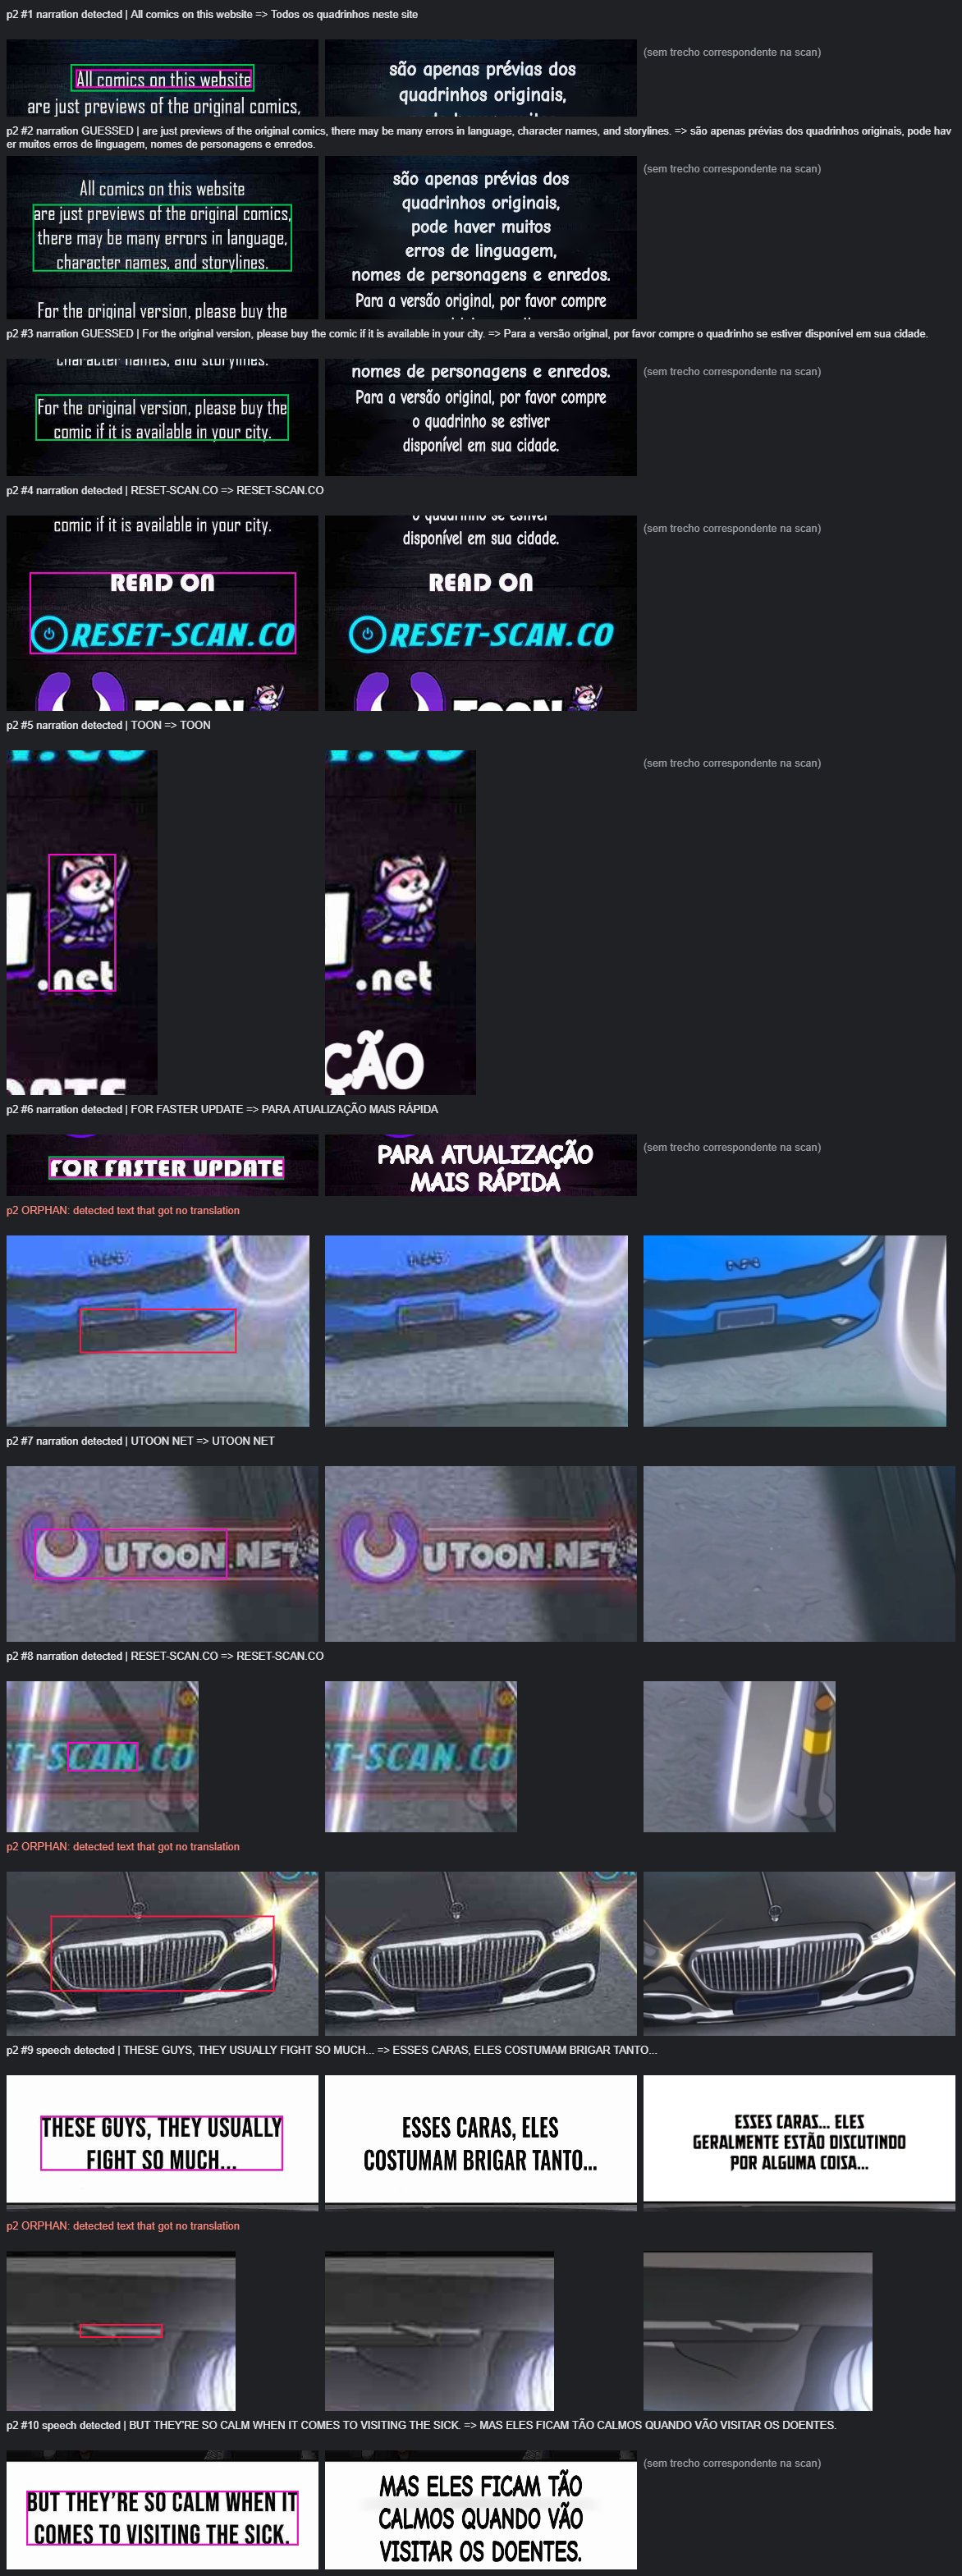 p2 #1 narration detected | All comics on this website => Todos os quadrinhos neste site
All comics on this website
are just previews of the original comics,
são apenas prévias dos
quadrinhos originais,
(sem trecho correspondente na scan)
p2 #2 narration GUESSED | are just previews of the original comics, there may be many errors in language, character names, and storylines. => são apenas prévias dos quadrinhos originais, pode hav
er muitos erros de linguagem, nomes de personagens e enredos.
All comics on this website
are just previews of the original comics,
there may be many errors in language,
character names, and storylines.
For the original version, please buy the
são apenas prévias dos
quadrinhos originais,
pode haver muitos
erros de linguagem,
nomes de personagens e enredos.
Para a versão original, por favor compre
(sem trecho correspondente na scan)
p2 #3 narration GUESSED | For the original version, please buy the comic if it is available in your city. => Para a versão original, por favor compre o quadrinho se estiver disponível em sua cidade.
character names, and storylines.
For the original version, please buy the
comic if it is available in your city.
nomes de personagens e enredos.
Para a versão original, por favor compre
o quadrinho se estiver
disponível em sua cidade.
(sem trecho correspondente na scan)
p2 #4 narration detected | RESET-SCAN.CO => RESET-SCAN.CO
comic if it is available in your city.
READ ON
RESET-SCAN.CO
TOON
o quadrinho se estiver
disponível em sua cidade.
READ ON
RESET-SCAN.CO
TOON
(sem trecho correspondente na scan)
p2 #5 narration detected | TOON => TOON
.net
.net
ÇÃO
(sem trecho correspondente na scan)
p2 #6 narration detected | FOR FASTER UPDATE => PARA ATUALIZAÇÃO MAIS RÁPIDA
FOR FASTER UPDATE
PARA ATUALIZAÇÃO
MAIS RÁPIDA
(sem trecho correspondente na scan)
p2 ORPHAN: detected text that got no translation
p2 #7 narration detected | UTOON NET => UTOON NET
UTOON.NET
UTOON.NET
p2 #8 narration detected | RESET-SCAN.CO => RESET-SCAN.CO
T-SCAN.CO
T-SCAN.CO
p2 ORPHAN: detected text that got no translation
p2 #9 speech detected | THESE GUYS, THEY USUALLY FIGHT SO MUCH... => ESSES CARAS, ELES COSTUMAM BRIGAR TANTO...
THESE GUYS, THEY USUALLY
FIGHT SO MUCH...
ESSES CARAS, ELES
COSTUMAM BRIGAR TANTO...
ESSES CARAS... ELES
GERALMENTE ESTÃO DISCUTINDO
POR ALGUMA COISA...
p2 ORPHAN: detected text that got no translation
p2 #10 speech detected | BUT THEY'RE SO CALM WHEN IT COMES TO VISITING THE SICK. => MAS ELES FICAM TÃO CALMOS QUANDO VÃO VISITAR OS DOENTES.
BUT THEY'RE SO CALM WHEN IT
COMES TO VISITING THE SICK.
MAS ELES FICAM TÃO
CALMOS QUANDO VÃO
VISITAR OS DOENTES.
(sem trecho correspondente na scan)